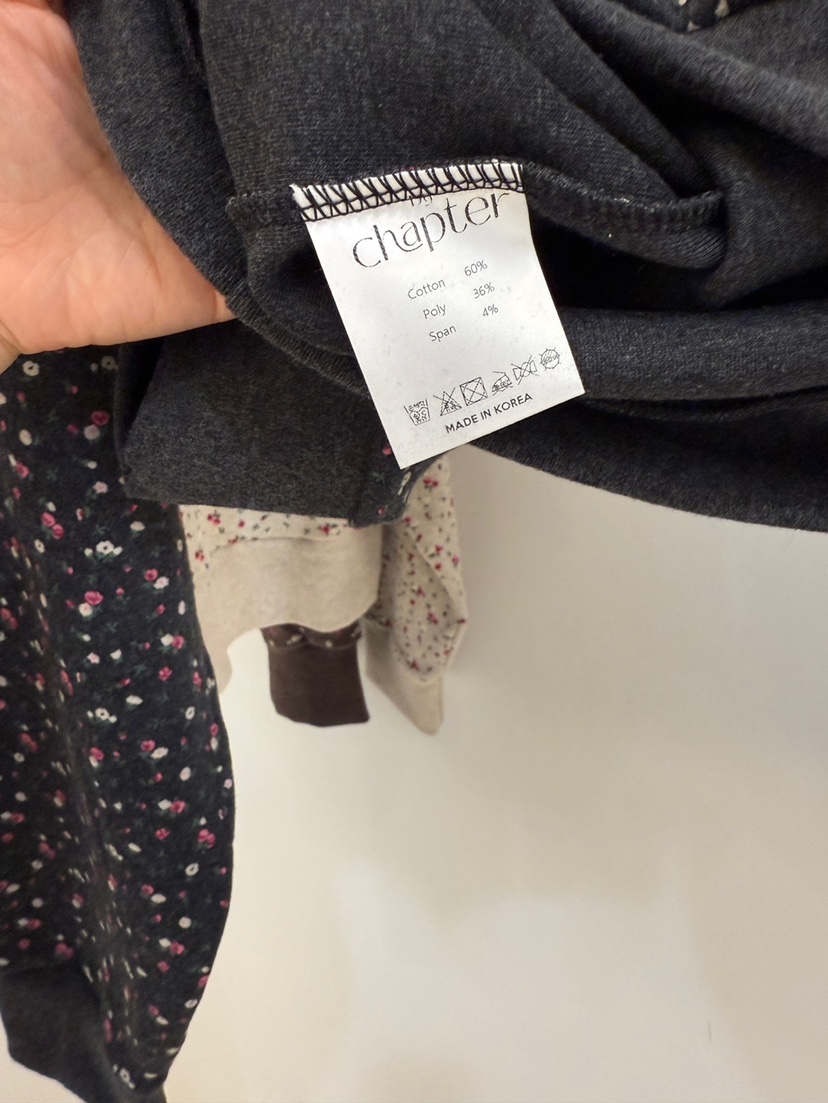 chapter
Cotton 60%
Poly 36%
Span 4%
MADE IN KOREA